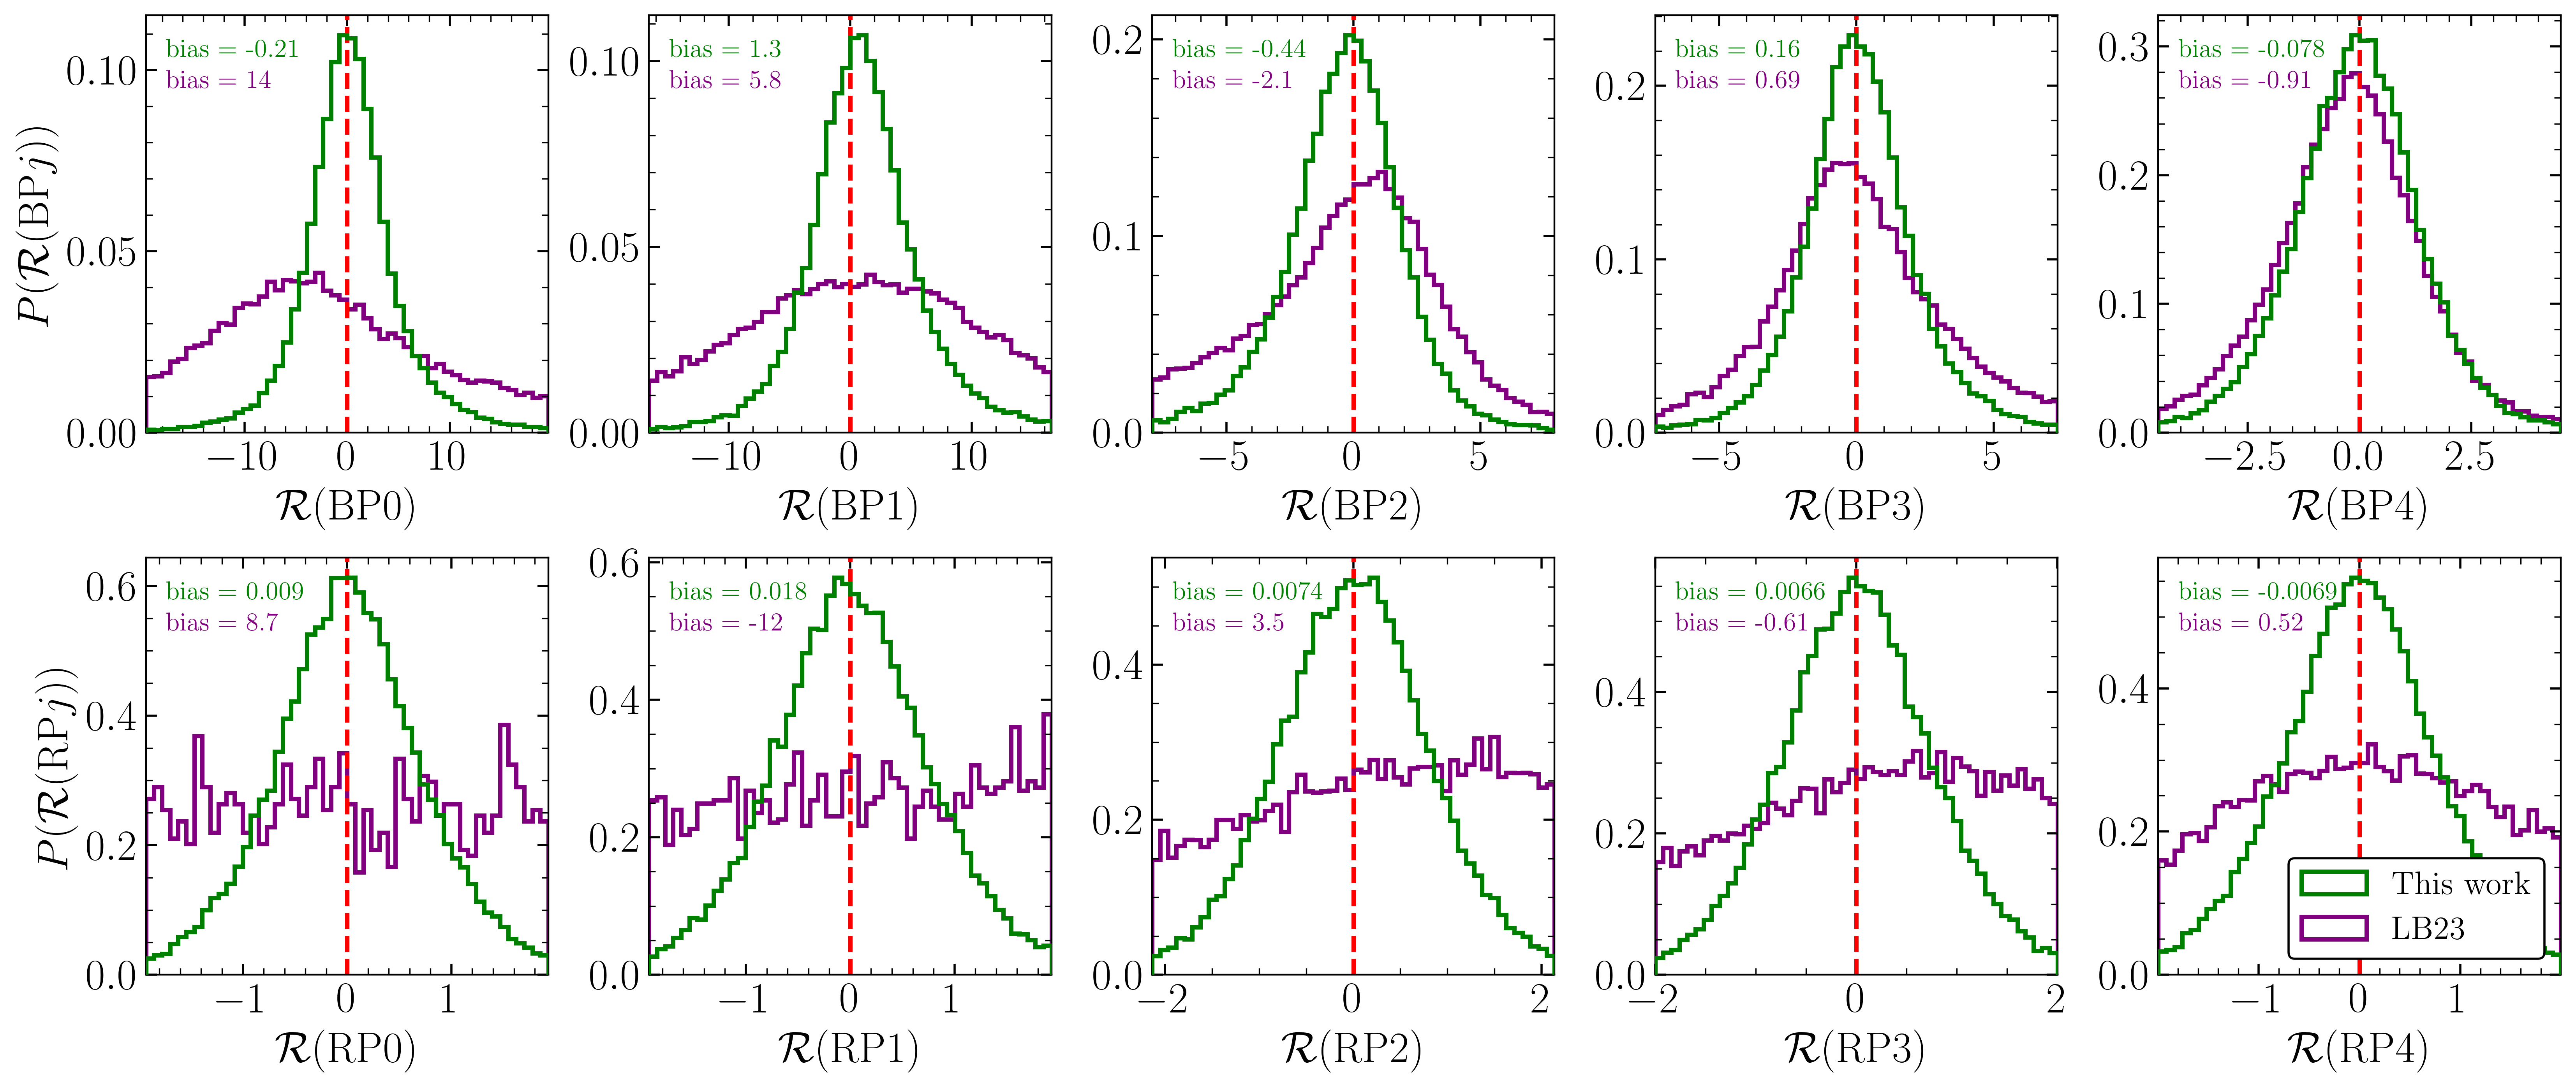 P(𝓡(BPj))
0.10
0.05
0.00
bias = -0.21
bias = 14
−10 0 10
𝓡(BP0)
0.10
0.05
0.00
bias = 1.3
bias = 5.8
−10 0 10
𝓡(BP1)
0.2
0.1
0.0
bias = -0.44
bias = -2.1
−5 0 5
𝓡(BP2)
0.2
0.1
0.0
bias = 0.16
bias = 0.69
−5 0 5
𝓡(BP3)
0.3
0.2
0.1
0.0
bias = -0.078
bias = -0.91
−2.5 0.0 2.5
𝓡(BP4)
P(𝓡(RPj))
0.6
0.4
0.2
0.0
bias = 0.009
bias = 8.7
−1 0 1
𝓡(RP0)
0.6
0.4
0.2
0.0
bias = 0.018
bias = -12
−1 0 1
𝓡(RP1)
0.4
0.2
0.0
bias = 0.0074
bias = 3.5
−2 0 2
𝓡(RP2)
0.4
0.2
0.0
bias = 0.0066
bias = -0.61
−2 0 2
𝓡(RP3)
0.4
0.2
0.0
bias = -0.0069
bias = 0.52
−1 0 1
𝓡(RP4)
This work
LB23